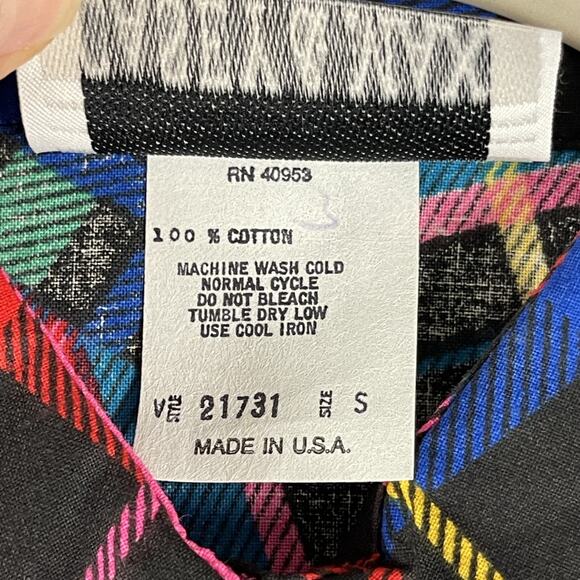 RN 40953
100 % COTTON
MACHINE WASH COLD
NORMAL CYCLE
DO NOT BLEACH
TUMBLE DRY LOW
USE COOL IRON
V STYLE 21731 SIZE S
MADE IN U.S.A.